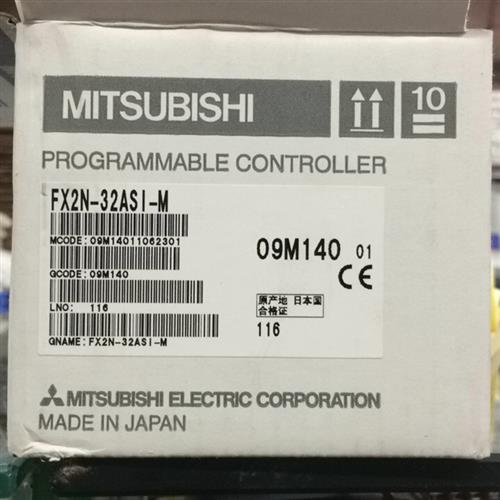 MITSUBISHI
10
PROGRAMMABLE CONTROLLER
FX2N-32ASI-M
MCODE:09M14011062301
GCODE:09M140
LNO: 116
GNAME:FX2N-32ASI-M
09M140 01
CE
原产地 日本国
合格证
116
MITSUBISHI ELECTRIC CORPORATION
MADE IN JAPAN